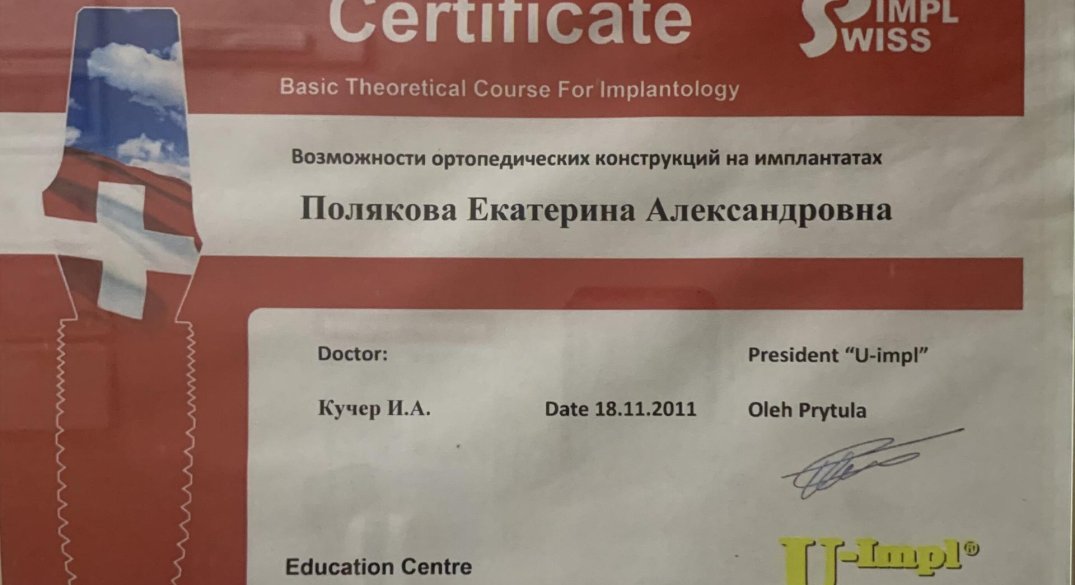 Certificate
SWISS IMPL
Basic Theoretical Course For Implantology
Возможности ортопедических конструкций на имплантатах
Полякова Екатерина Александровна
Doctor:
President “U-impl”
Кучер И.А.
Date 18.11.2011
Oleh Prytula
U-Impl®
Education Centre